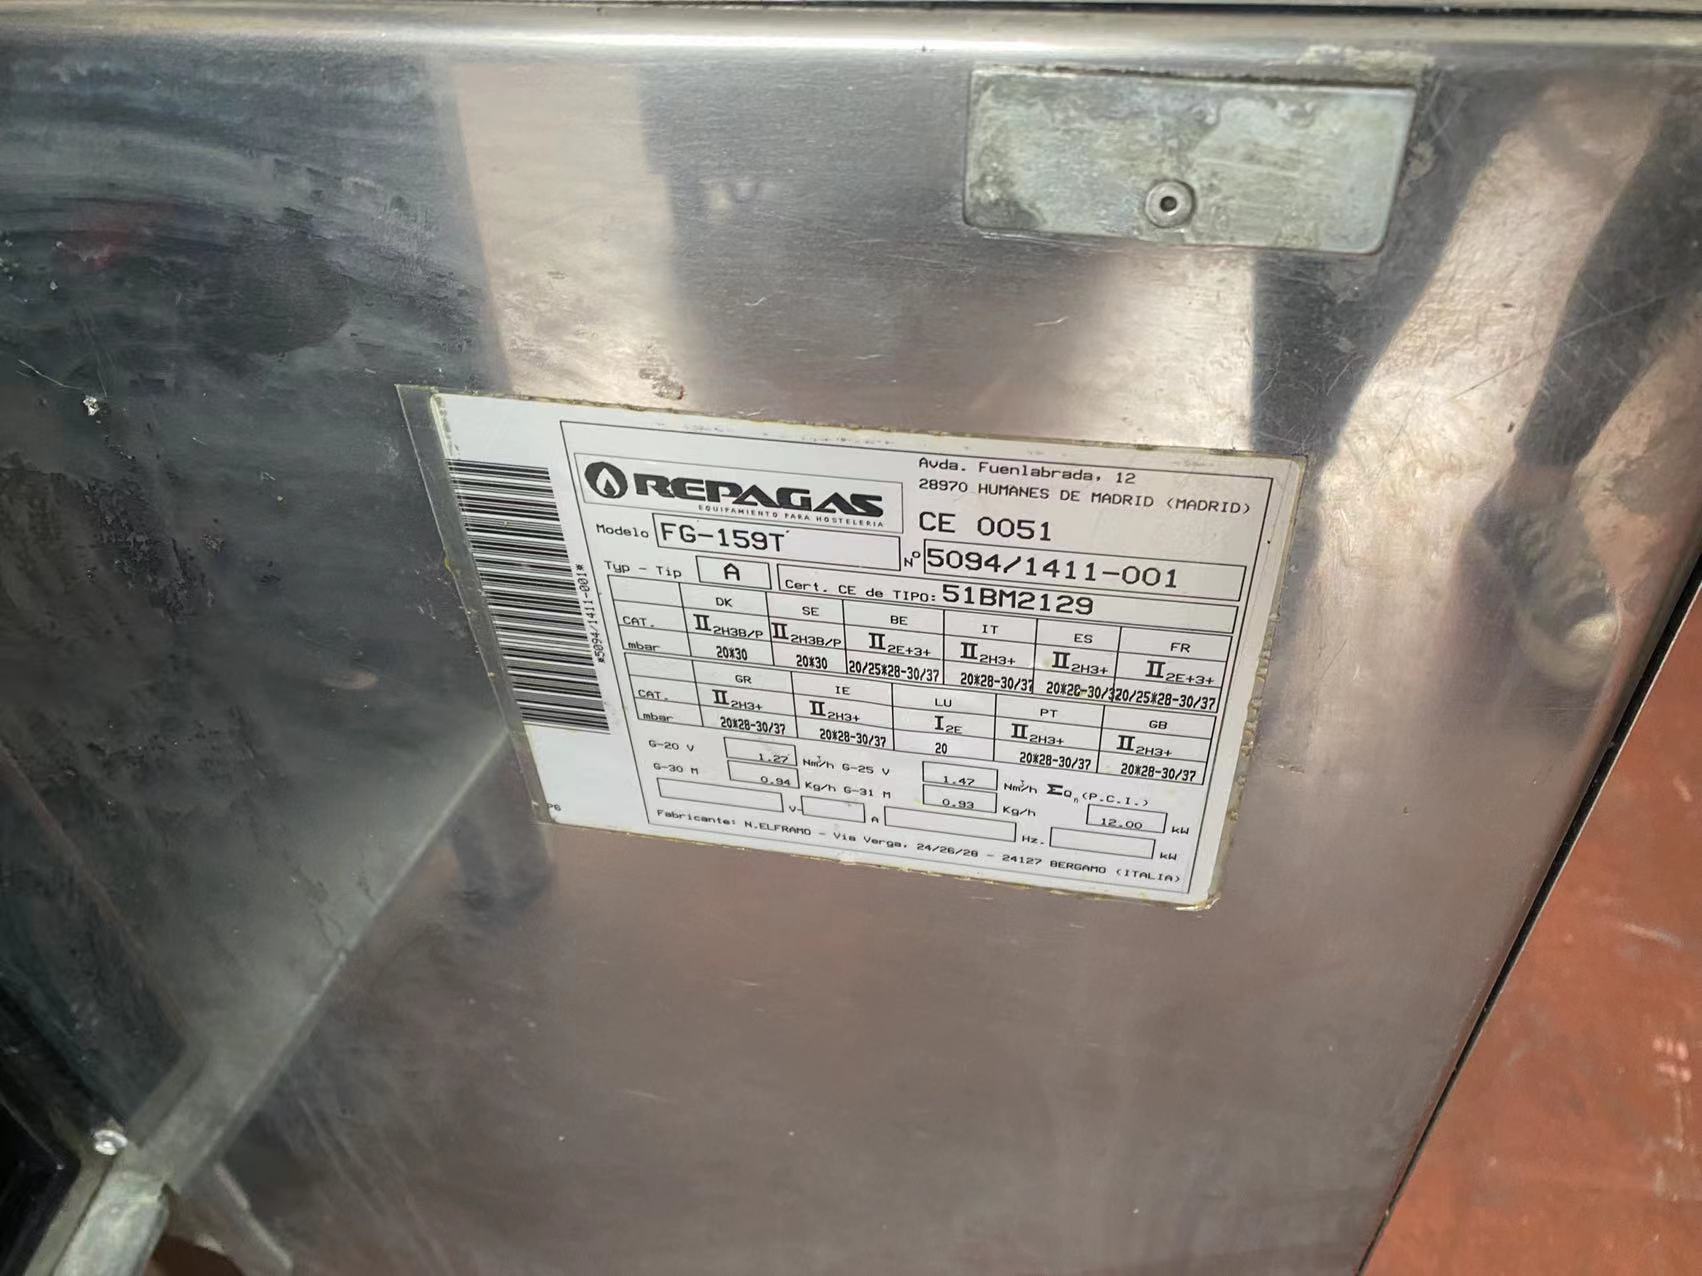 REPAGAS
EQUIPAMIENTO PARA HOSTELERIA
Avda. Fuenlabrada, 12
28970 HUMANES DE MADRID (MADRID)
CE 0051
Modelo FG-159T
Nº 5094/1411-001
Typ - Tip A
Cert. CE de TIPO: 51BM2129
DK SE BE IT ES FR
CAT. II2H3B/P II2H3B/P II2E+3+ II2H3+ II2H3+ II2E+3+
mbar 20*30 20*30 20/25*28-30/37 20*28-30/37 20*28-30/3 20/25*28-30/37
GR IE LU PT GB
CAT. II2H3+ II2H3+ I2E II2H3+ II2H3+
mbar 20*28-30/37 20*28-30/37 20 20*28-30/37 20*28-30/37
G-20 V 1.27 Nm³/h G-25 V 1.47 Nm³/h ΣQn (P.C.I.)
G-30 M 0.94 Kg/h G-31 M 0.93 Kg/h 12.00 kW
V- A Hz. kW
Fabricante: N.ELFRAMO - Via Verga, 24/26/28 - 24127 BERGAMO (ITALIA)
*5094/1411-001*